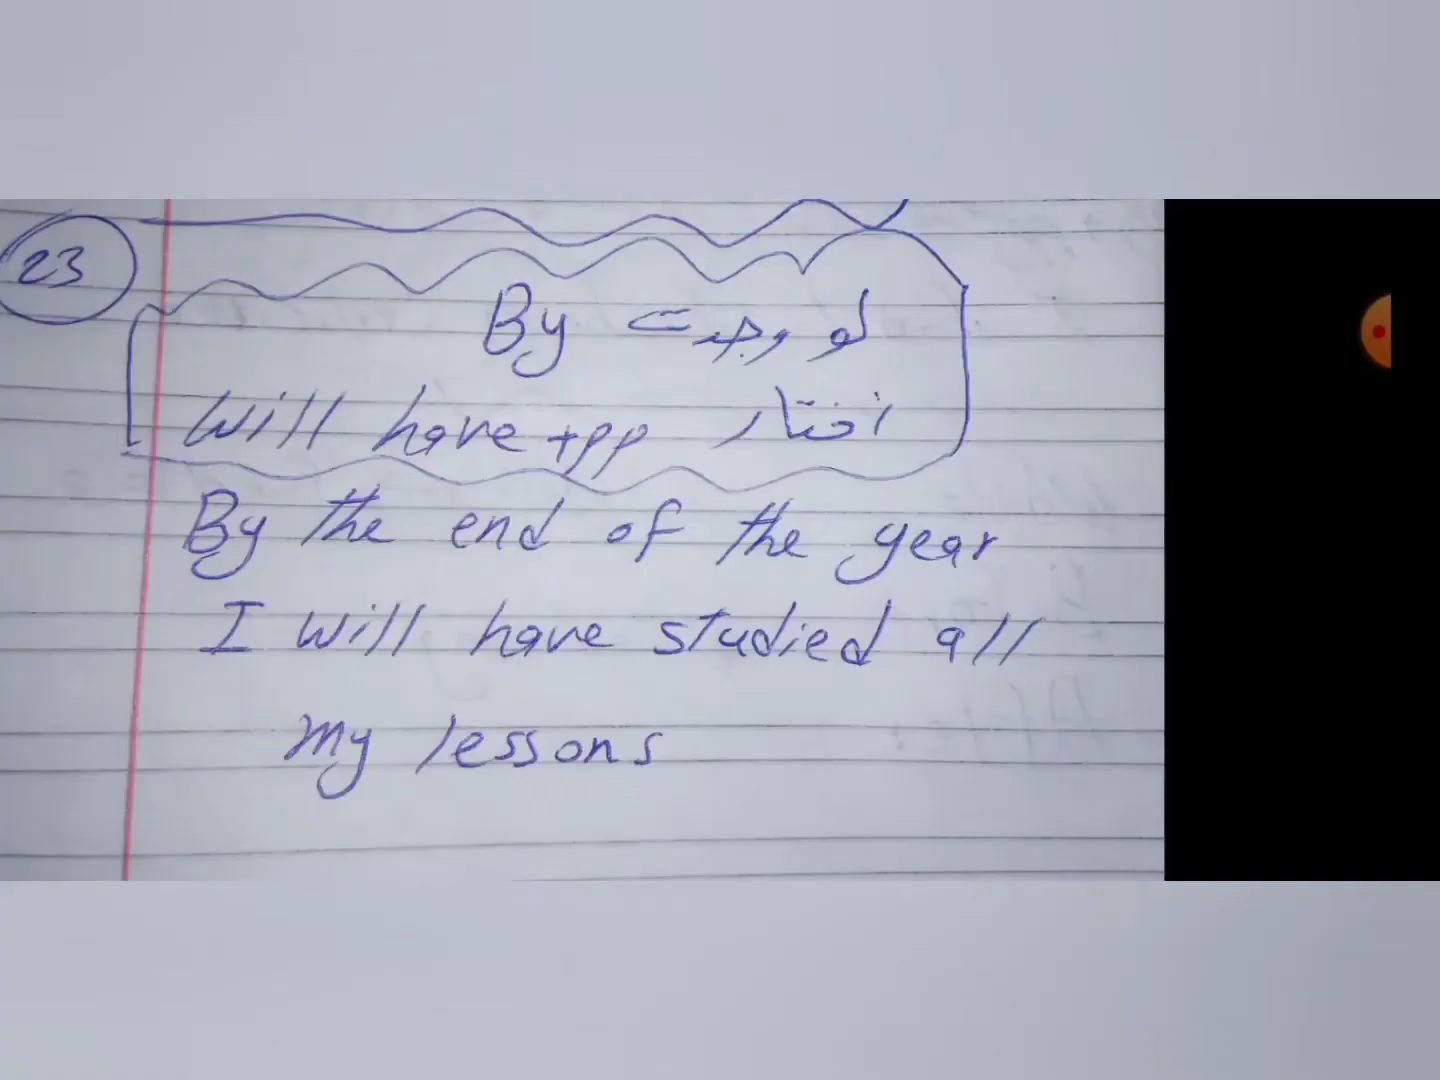 23
لو وجدت By
اختار will have +pp
By the end of the year
I will have studied all
my lessons